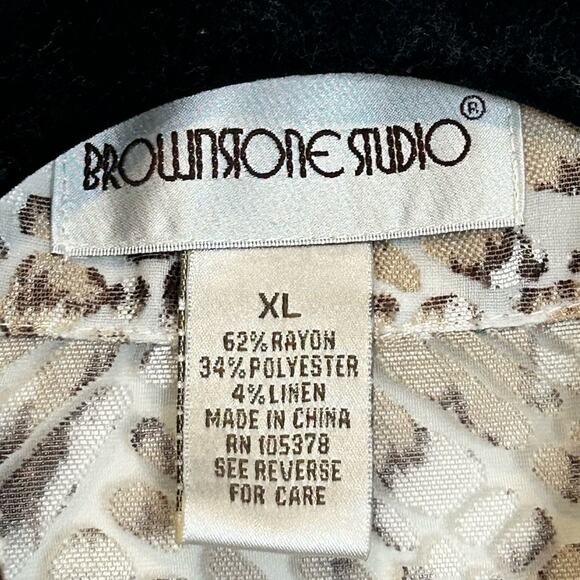 BROWNSTONE STUDIO®
XL
62% RAYON
34% POLYESTER
4% LINEN
MADE IN CHINA
RN 105378
SEE REVERSE
FOR CARE